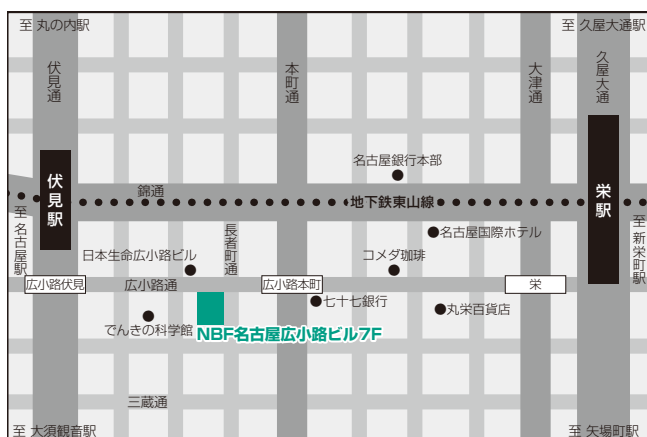 至 丸の内駅
至 久屋大通駅
伏見通
本町通
大津通
久屋大通
名古屋銀行本部
伏見駅
錦通
地下鉄東山線
栄駅
至 名古屋駅
長者町通
名古屋国際ホテル
至 新栄町駅
日本生命広小路ビル
コメダ珈琲
広小路伏見
広小路通
広小路本町
栄
七十七銀行
丸栄百貨店
でんきの科学館
NBF名古屋広小路ビル7F
三蔵通
至 大須観音駅
至 矢場町駅